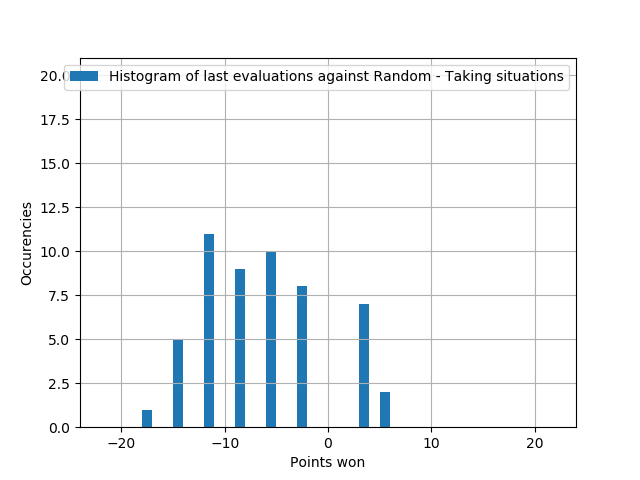 Histogram of last evaluations against Random - Taking situations
20.0
17.5
15.0
12.5
10.0
7.5
5.0
2.5
0.0
Occurencies
−20 −10 0 10 20
Points won